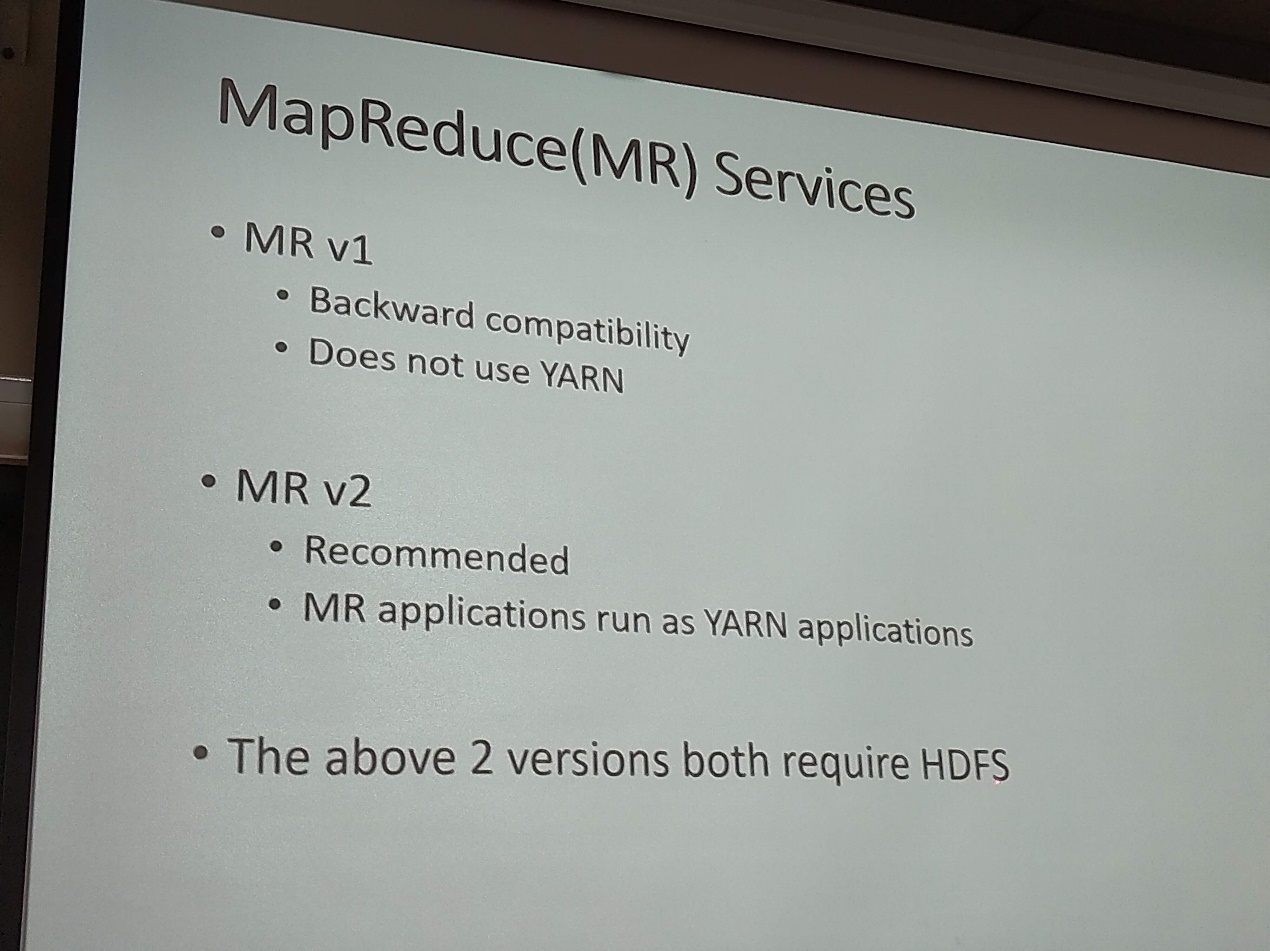 MapReduce(MR) Services
• MR v1
• Backward compatibility
• Does not use YARN
• MR v2
• Recommended
• MR applications run as YARN applications
• The above 2 versions both require HDFS